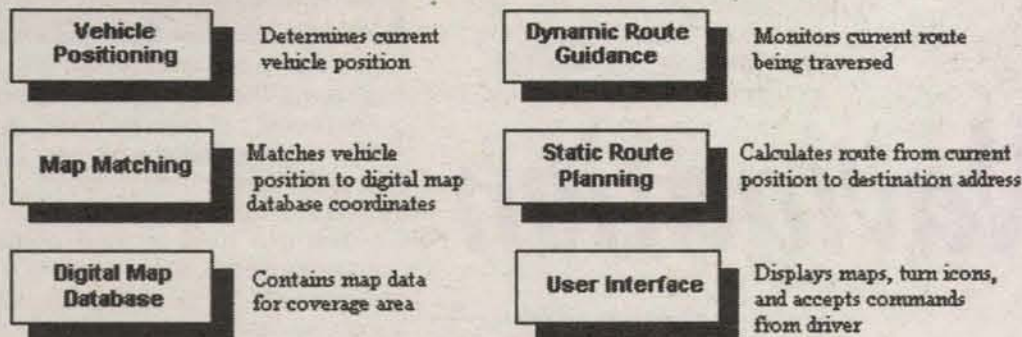 Vehicle
Positioning
Determines current
vehicle position
Dynamic Route
Guidance
Monitors current route
being traversed
Map Matching
Matches vehicle
position to digital map
database coordinates
Static Route
Planning
Calculates route from current
position to destination address
Digital Map
Database
Contains map data
for coverage area
User Interface
Displays maps, turn icons,
and accepts commands
from driver